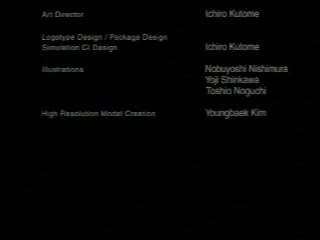 Art Director Ichiro Kutome
Logotype Design / Package Design
Simulation CI Design Ichiro Kutome
Illustrations Nobuyoshi Nishimura
Yoji Shinkawa
Toshio Noguchi
High Resolution Model Creation Youngbaek Kim